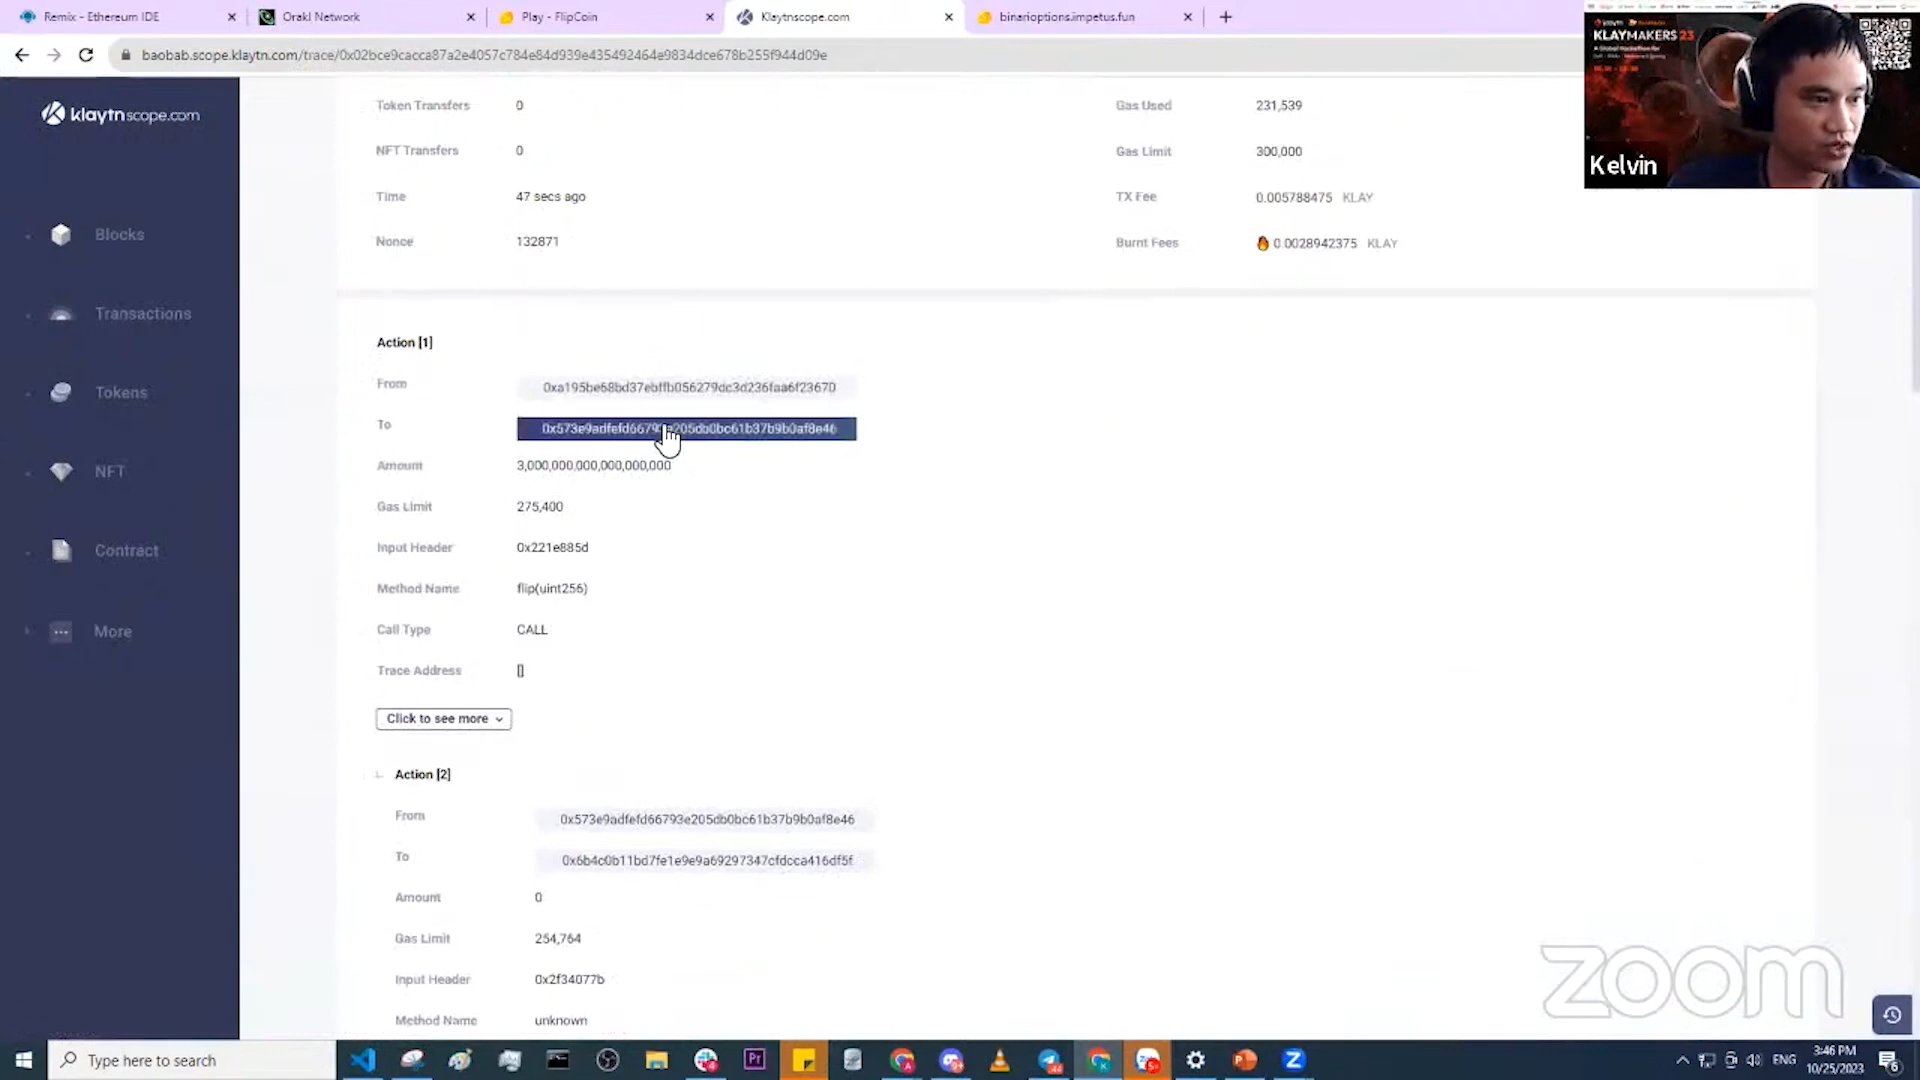 Remix - Ethereum IDE
Orakl Network
Play - FlipCoin
Klaytnscope.com
binarioptions.impetus.fun
baobab.scope.klaytn.com/trace/0x02bce9cacca87a2e4057c784e84d939e435492464e9834dce678b255f944d09e
klaytn
KLAYMAKERS 23
A Global Hackathon for
Kelvin
klaytnscope.com
Blocks
Transactions
Tokens
NFT
Contract
More
Token Transfers 0
NFT Transfers 0
Time 47 secs ago
Nonce 132871
Gas Used 231,539
Gas Limit 300,000
TX Fee 0.005788475 KLAY
Burnt Fees 0.0028942375 KLAY
Action [1]
From 0xa195be68bd37ebffb056279dc3d236faa6f23670
To 0x573e9adfefd66793e205db0bc61b37b9b0af8e46
Amount 3,000,000,000,000,000,000
Gas Limit 275,400
Input Header 0x221e885d
Method Name flip(uint256)
Call Type CALL
Trace Address []
Click to see more
Action [2]
From 0x573e9adfefd66793e205db0bc61b37b9b0af8e46
To 0x6b4c0b11bd7fe1e9e9a69297347cfdcca416df5f
Amount 0
Gas Limit 254,764
Input Header 0x2f34077b
Method Name unknown
zoom
Type here to search
ENG
3:46 PM
10/25/2023